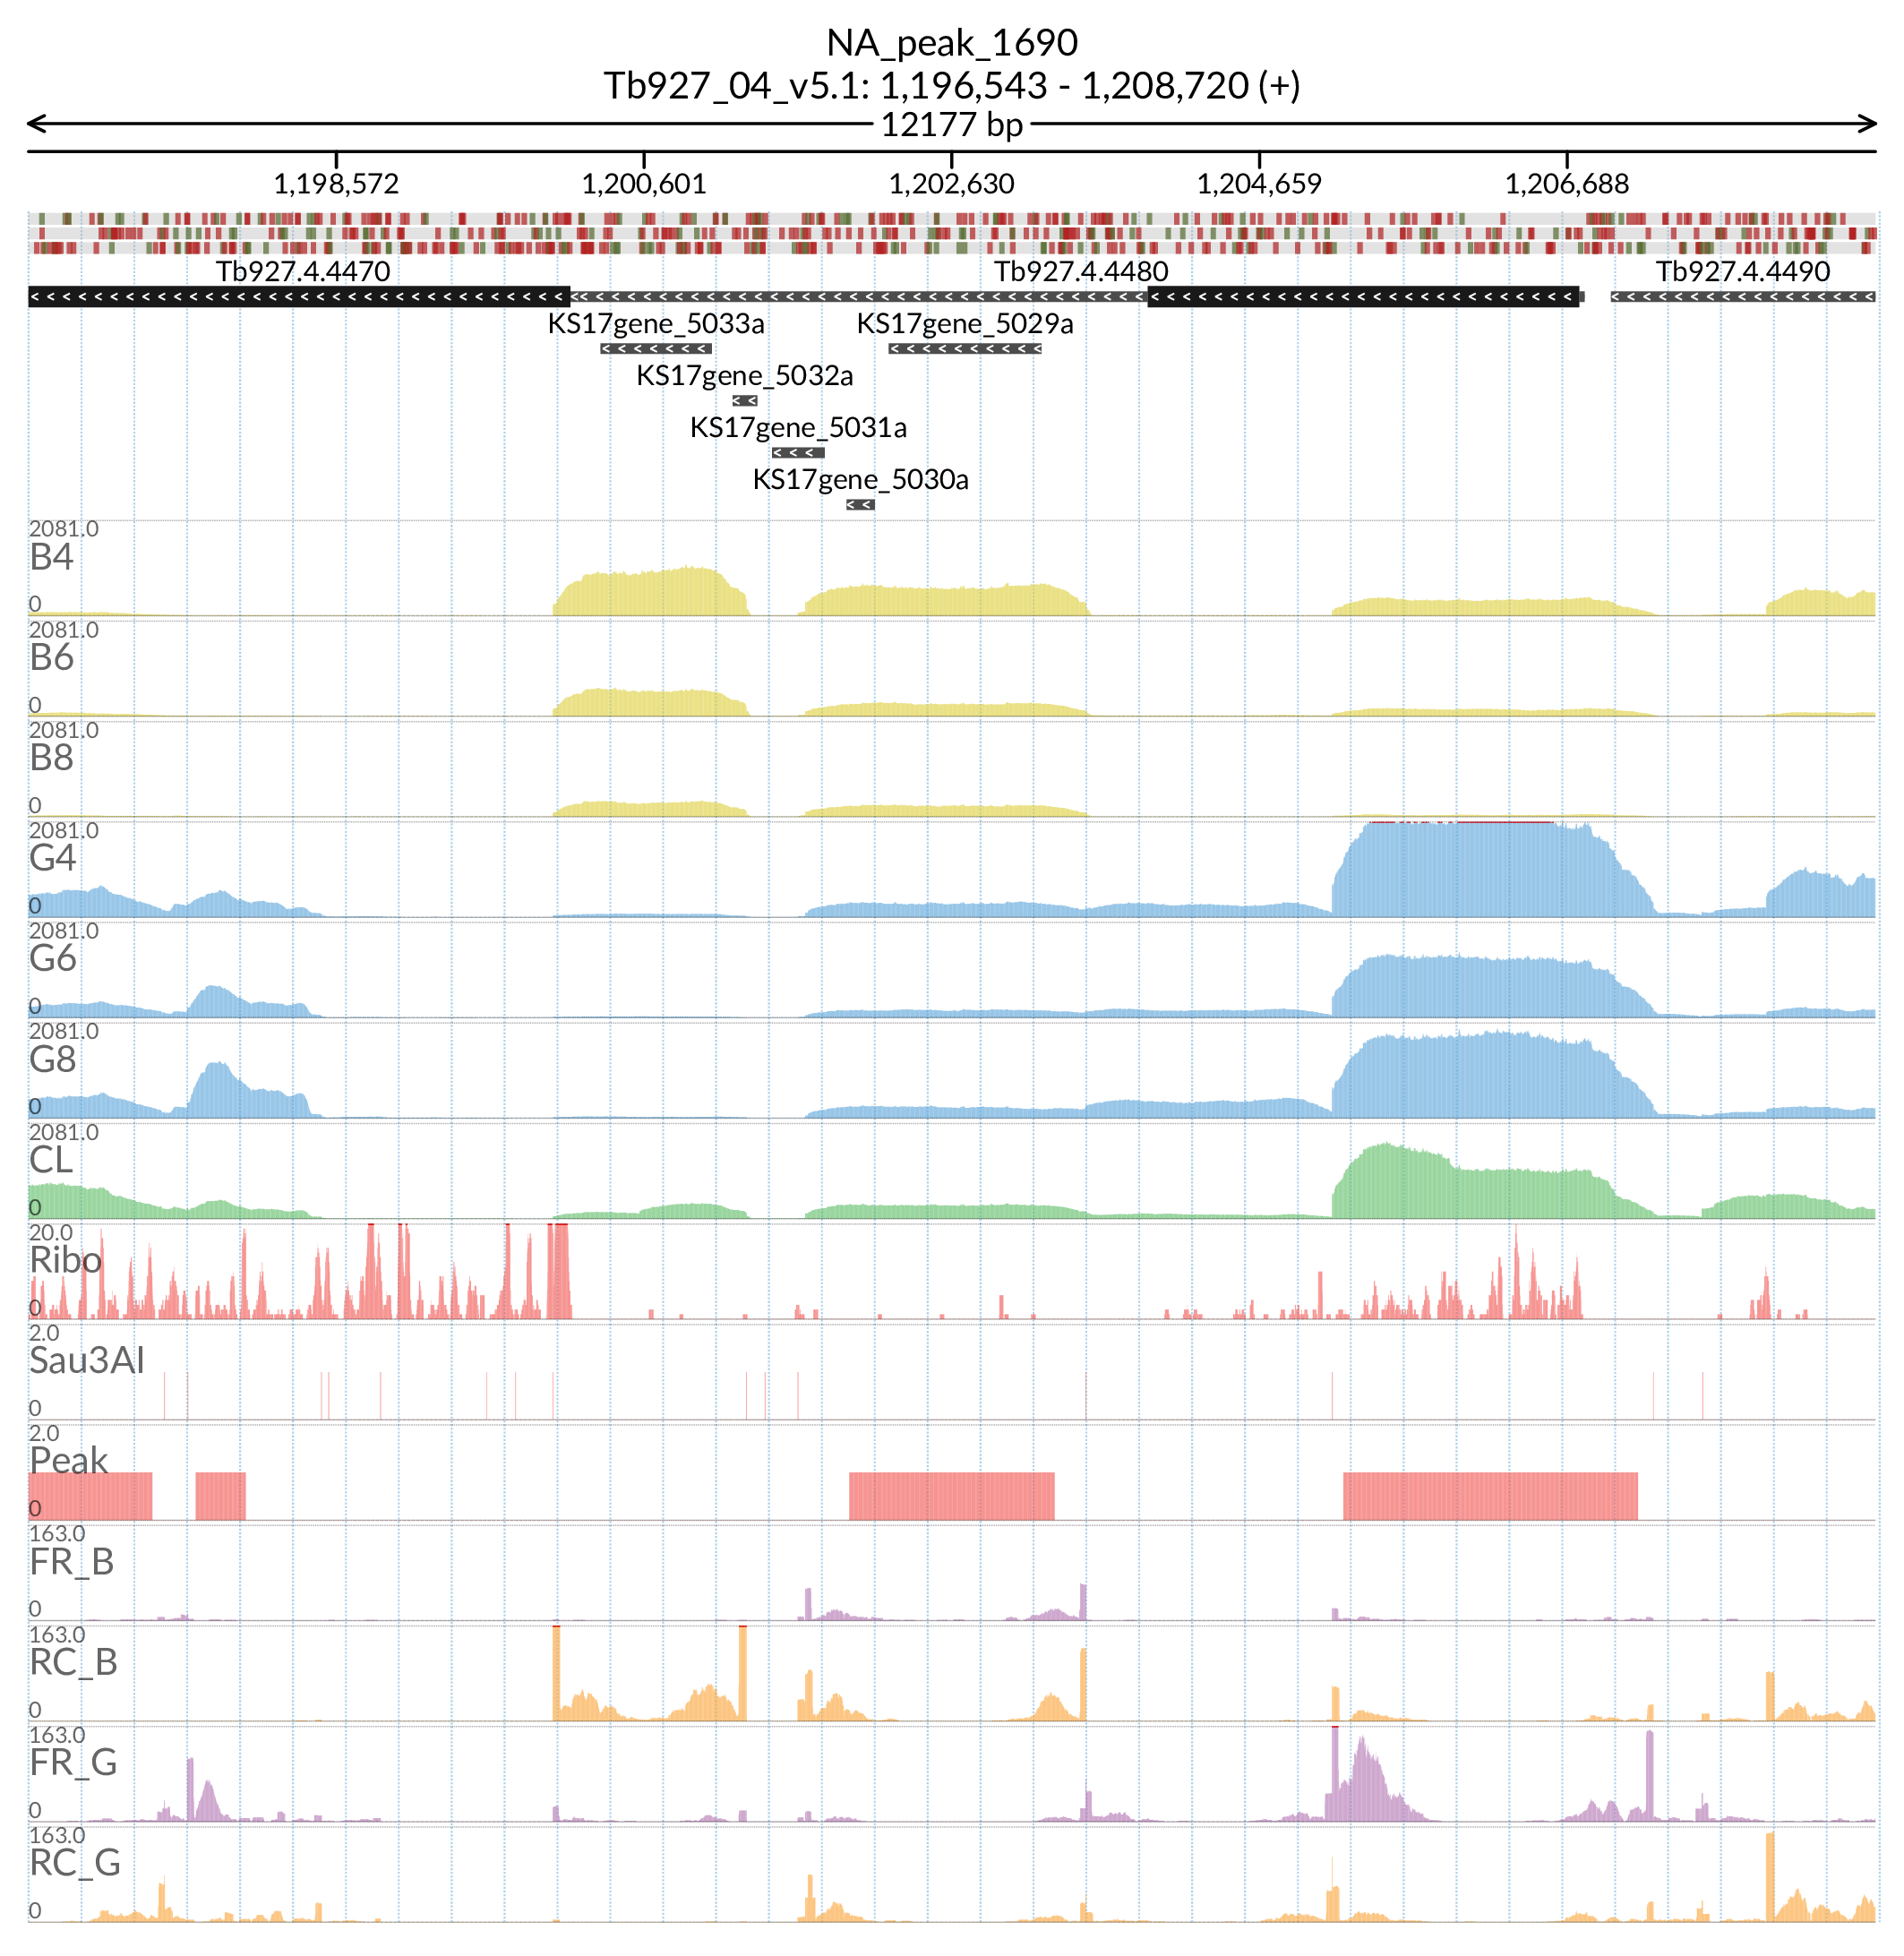 NA_peak_1690
Tb927_04_v5.1: 1,196,543 - 1,208,720 (+)
12177 bp
1,198,572 1,200,601 1,202,630 1,204,659 1,206,688
Tb927.4.4470 Tb927.4.4480 Tb927.4.4490
KS17gene_5033a KS17gene_5029a
KS17gene_5032a
KS17gene_5031a
KS17gene_5030a
2081.0
B4
0
2081.0
B6
0
2081.0
B8
0
2081.0
G4
0
2081.0
G6
0
2081.0
G8
0
2081.0
CL
0
20.0
Ribo
0
2.0
Sau3AI
0
2.0
Peak
0
163.0
FR_B
0
163.0
RC_B
0
163.0
FR_G
0
163.0
RC_G
0